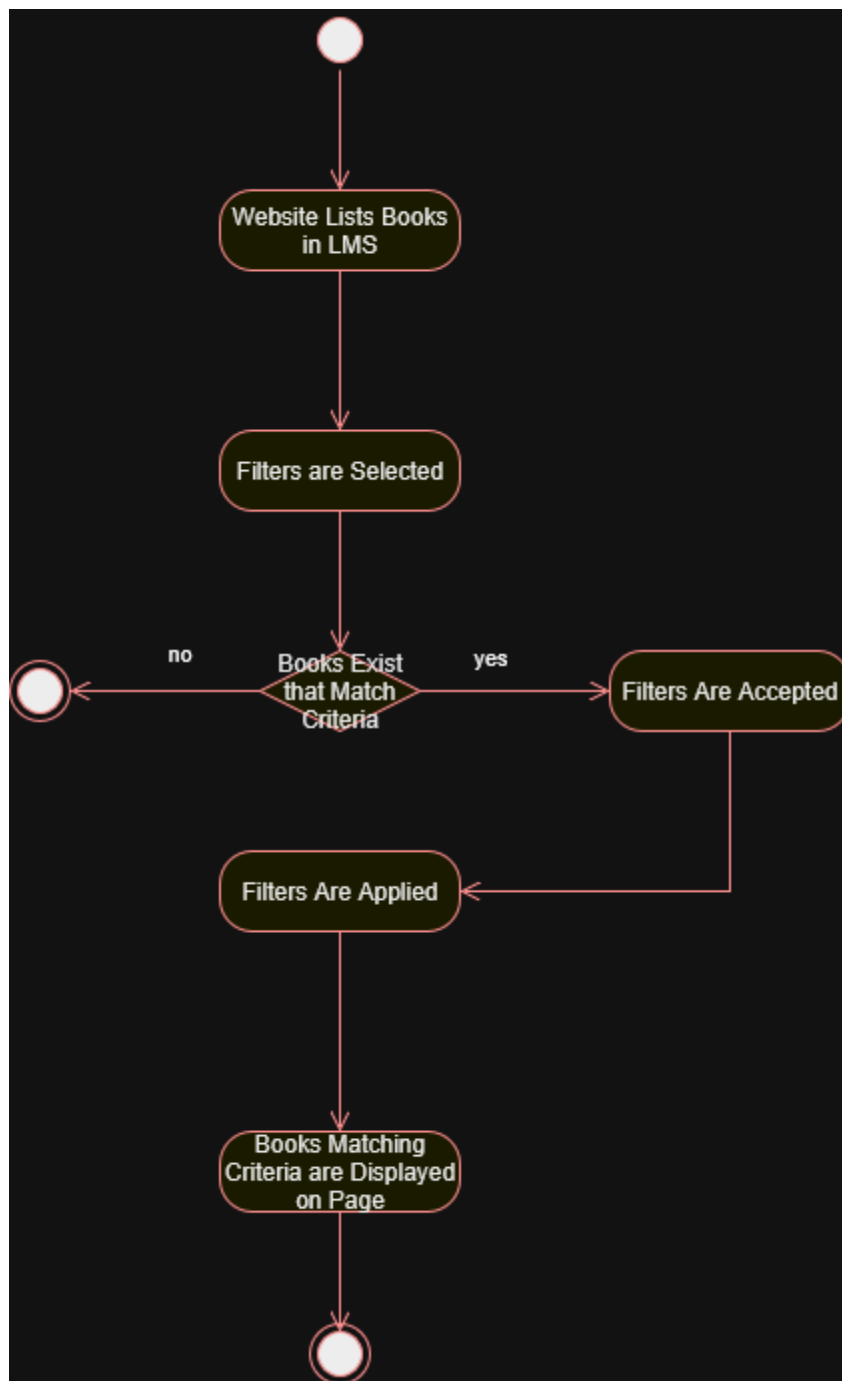 Website Lists Books
in LMS
Filters are Selected
no
Books Exist
that Match
Criteria
yes
Filters Are Accepted
Filters Are Applied
Books Matching
Criteria are Displayed
on Page